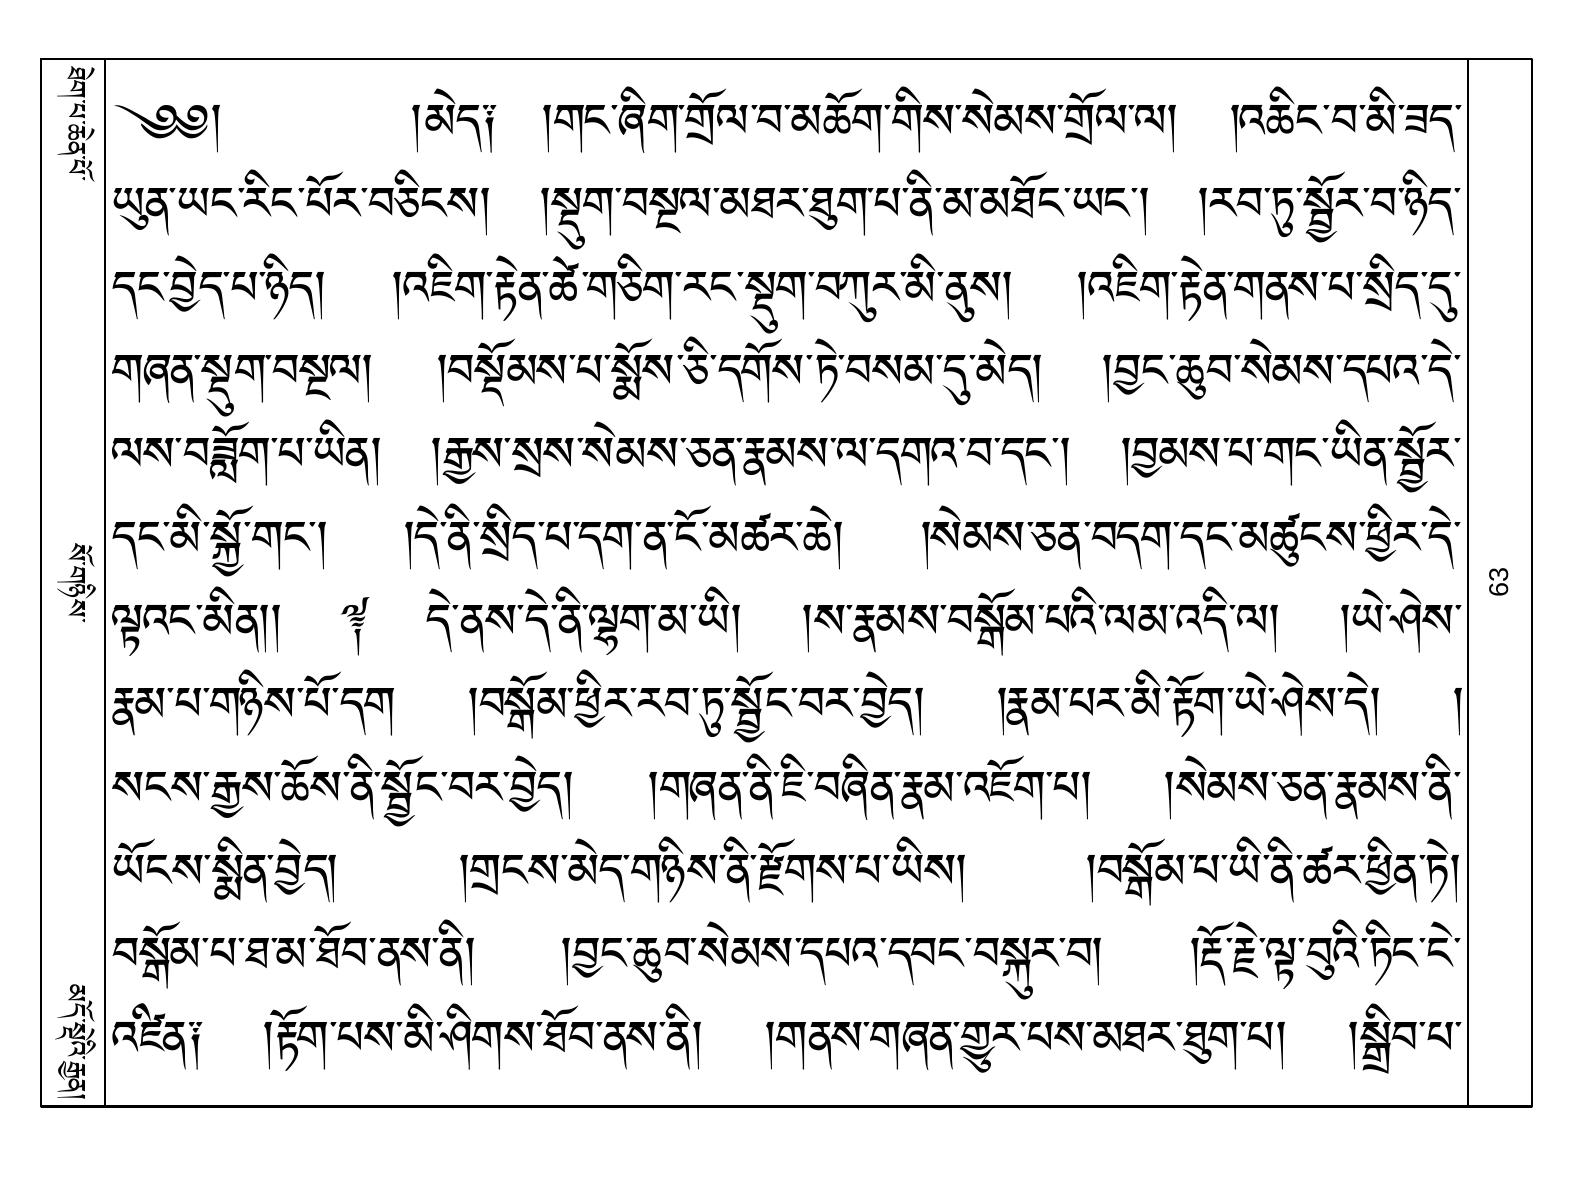 ཐེག་པ་ཆེན་པོ་
སོ་གཉིས་
མདོ་སྡེའི་རྒྱན།
༄༅། །མེད༔ །གང་ཞིག་གྲོལ་བ་མཆོག་གིས་སེམས་གྲོལ་ལ། །འཆིང་བ་མི་ཟད་
ཡུན་ཡང་རིང་པོར་བཅིངས། །སྡུག་བསྔལ་མཐར་ཐུག་པ་ནི་མ་མཐོང་ཡང་། །རབ་ཏུ་སྦྱོར་བ་ཉིད་
དང་བྱེད་པ་ཉིད། །འཇིག་རྟེན་ཚེ་གཅིག་རང་སྡུག་བཀུར་མི་ནུས། །འཇིག་རྟེན་གནས་པ་སྲིད་དུ་
གཞན་སྡུག་བསྔལ། །བསྡོམས་པ་སྨོས་ཅི་དགོས་ཏེ་བསམ་དུ་མེད། །བྱང་ཆུབ་སེམས་དཔའ་དེ་
ལས་བཟློག་པ་ཡིན། །རྒྱས་སྲས་སེམས་ཅན་རྣམས་ལ་དགའ་བ་དང་། །བྱམས་པ་གང་ཡིན་སྦྱོར་
དང་མི་སྐྱོ་གང་། །དེ་ནི་སྲིད་པ་དག་ན་ངོ་མཚར་ཆེ། །སེམས་ཅན་བདག་དང་མཚུངས་ཕྱིར་དེ་
ལྟའང་མིན།། ༈ དེ་ནས་དེ་ནི་ལྷག་མ་ཡི། །ས་རྣམས་བསྒོམ་པའི་ལམ་འདི་ལ། །ཡེ་ཤེས་
རྣམ་པ་གཉིས་པོ་དག །བསྒོམ་ཕྱིར་རབ་ཏུ་སྦྱོང་བར་བྱེད། །རྣམ་པར་མི་རྟོག་ཡེ་ཤེས་དེ། །
སངས་རྒྱས་ཆོས་ནི་སྦྱོང་བར་བྱེད། །གཞན་ནི་ཇི་བཞིན་རྣམ་འཇོག་པ། །སེམས་ཅན་རྣམས་ནི་
ཡོངས་སྨིན་བྱེད། །གྲངས་མེད་གཉིས་ནི་རྫོགས་པ་ཡིས། །བསྒོམ་པ་ཡི་ནི་ཚར་ཕྱིན་ཏེ།
བསྒོམ་པ་ཐ་མ་ཐོབ་ནས་ནི། །བྱང་ཆུབ་སེམས་དཔའ་དབང་བསྐུར་བ། །རྡོ་རྗེ་ལྟ་བུའི་ཏིང་ངེ་
འཛིན༔ །རྟོག་པས་མི་ཤིགས་ཐོབ་ནས་ནི། །གནས་གཞན་གྱུར་པས་མཐར་ཐུག་པ། །སྒྲིབ་པ་
63